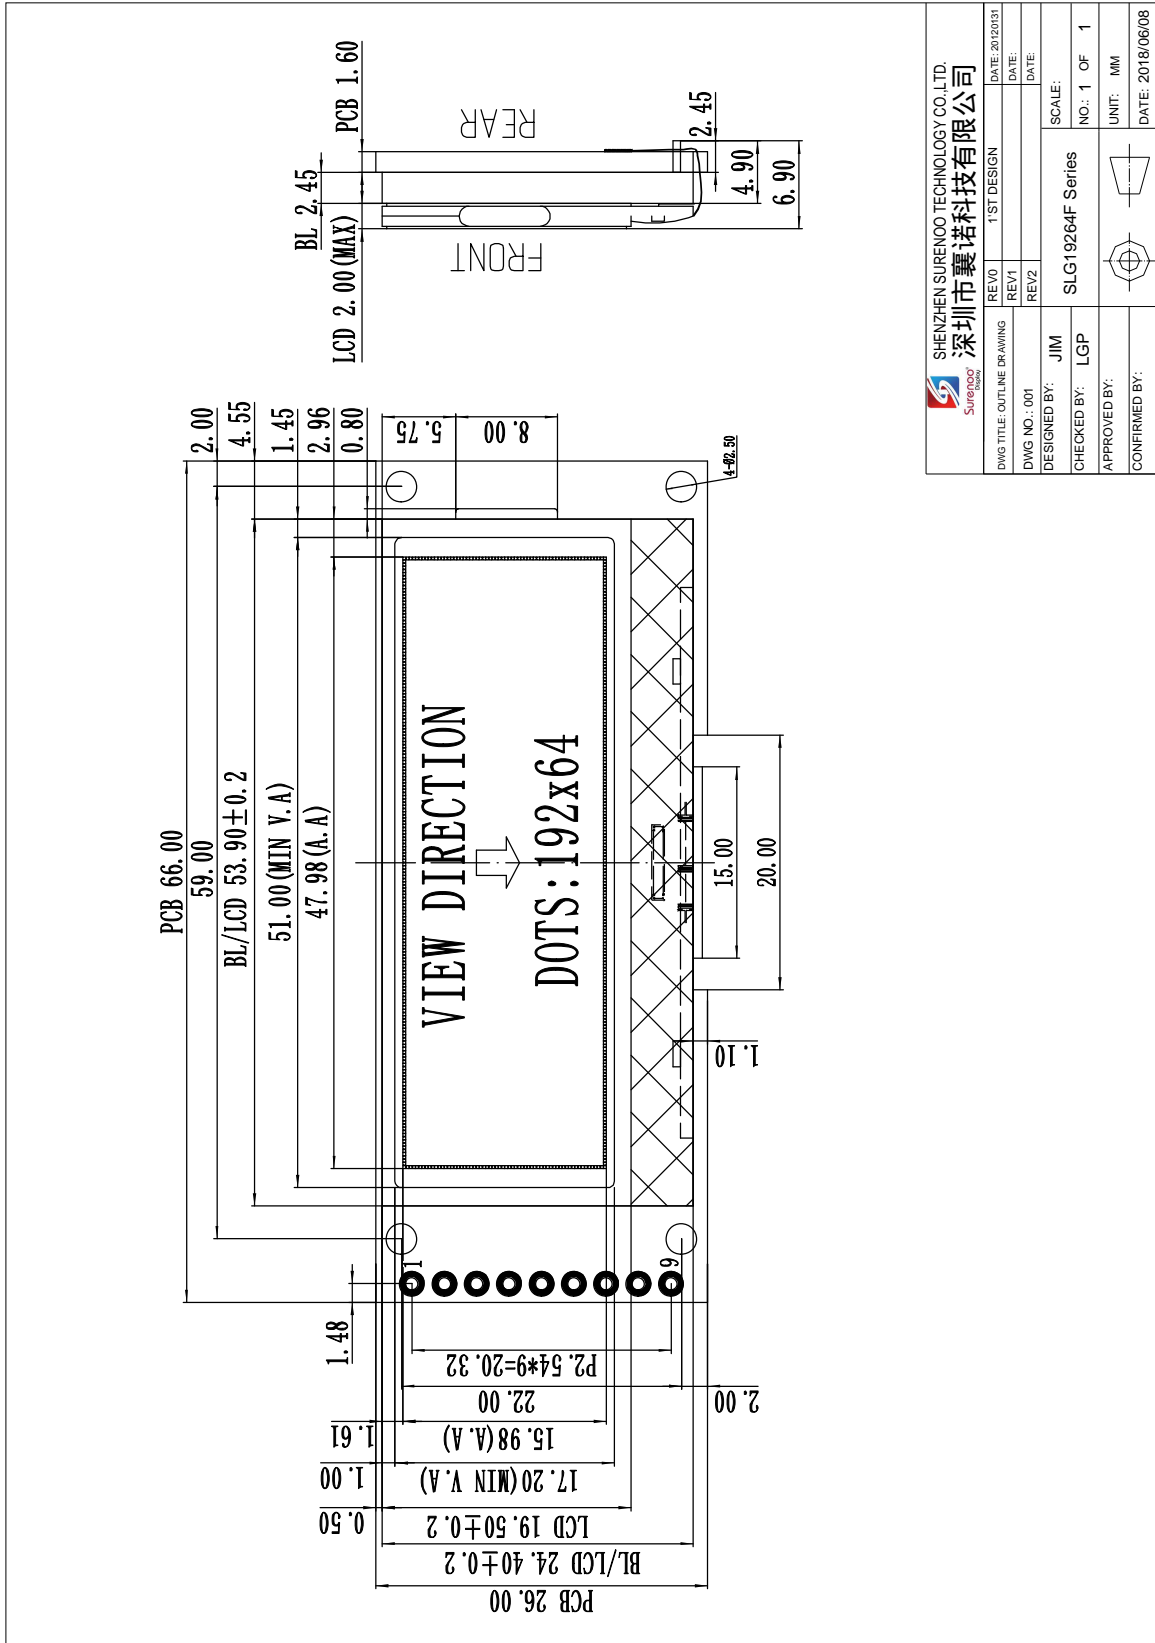 PCB 66.00
59.00
BL/LCD 53.90±0.2
51.00(MIN V.A)
47.98(A.A)
2.00
4.55
1.45
2.96
0.80
5.75
8.00
4-Ø2.50
VIEW DIRECTION
DOTS:192x64
15.00
20.00
1.10
1
9
1.48
P2.54*9=20.32
22.00
2.00
15.98(A.A)
1.61
17.20(MIN V.A)
1.00
LCD 19.50±0.2
0.50
BL/LCD 24.40±0.2
PCB 26.00
PCB 1.60
BL 2.45
LCD 2.00(MAX)
REAR
FRONT
2.45
4.90
6.90
Surenoo
Display
SHENZHEN SURENOO TECHNOLOGY CO.,LTD.
深圳市襄诺科技有限公司
DWG TITLE: OUTLINE DRAWING
REV0
1'ST DESIGN
DATE: 20120131
REV1
DATE:
DWG NO.: 001
REV2
DATE:
DESIGNED BY: JIM
SLG19264F Series
SCALE:
CHECKED BY: LGP
NO.: 1 OF 1
APPROVED BY:
UNIT: MM
CONFIRMED BY:
DATE: 2018/06/08